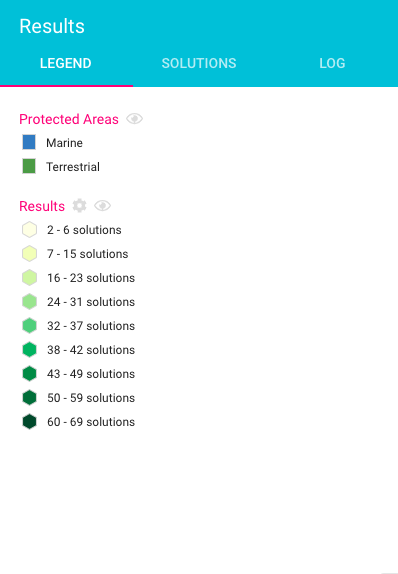 Results
LEGEND SOLUTIONS LOG
Protected Areas
Marine
Terrestrial
Results
2 - 6 solutions
7 - 15 solutions
16 - 23 solutions
24 - 31 solutions
32 - 37 solutions
38 - 42 solutions
43 - 49 solutions
50 - 59 solutions
60 - 69 solutions